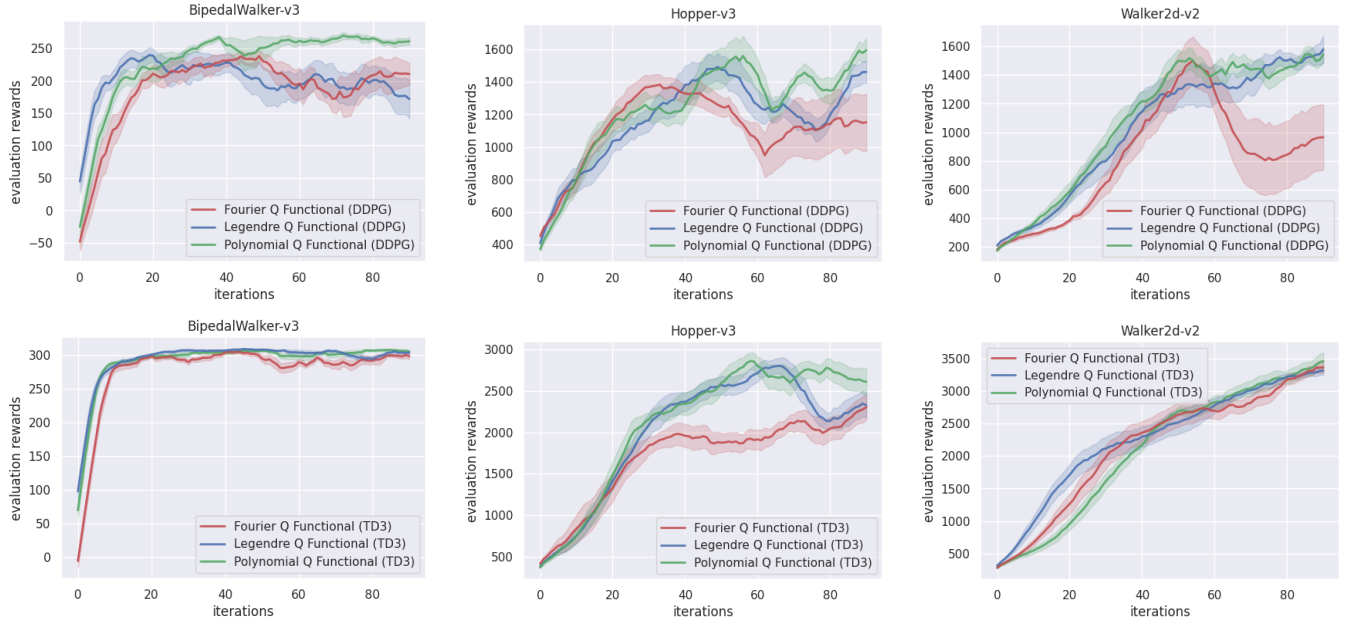 BipedalWalker-v3
evaluation rewards
250
200
150
100
50
0
−50
0 20 40 60 80
iterations
Fourier Q Functional (DDPG)
Legendre Q Functional (DDPG)
Polynomial Q Functional (DDPG)
Hopper-v3
evaluation rewards
1600
1400
1200
1000
800
600
400
0 20 40 60 80
iterations
Fourier Q Functional (DDPG)
Legendre Q Functional (DDPG)
Polynomial Q Functional (DDPG)
Walker2d-v2
evaluation rewards
1600
1400
1200
1000
800
600
400
200
0 20 40 60 80
iterations
Fourier Q Functional (DDPG)
Legendre Q Functional (DDPG)
Polynomial Q Functional (DDPG)
BipedalWalker-v3
evaluation rewards
300
250
200
150
100
50
0
0 20 40 60 80
iterations
Fourier Q Functional (TD3)
Legendre Q Functional (TD3)
Polynomial Q Functional (TD3)
Hopper-v3
evaluation rewards
3000
2500
2000
1500
1000
500
0 20 40 60 80
iterations
Fourier Q Functional (TD3)
Legendre Q Functional (TD3)
Polynomial Q Functional (TD3)
Walker2d-v2
evaluation rewards
3500
3000
2500
2000
1500
1000
500
0 20 40 60 80
iterations
Fourier Q Functional (TD3)
Legendre Q Functional (TD3)
Polynomial Q Functional (TD3)